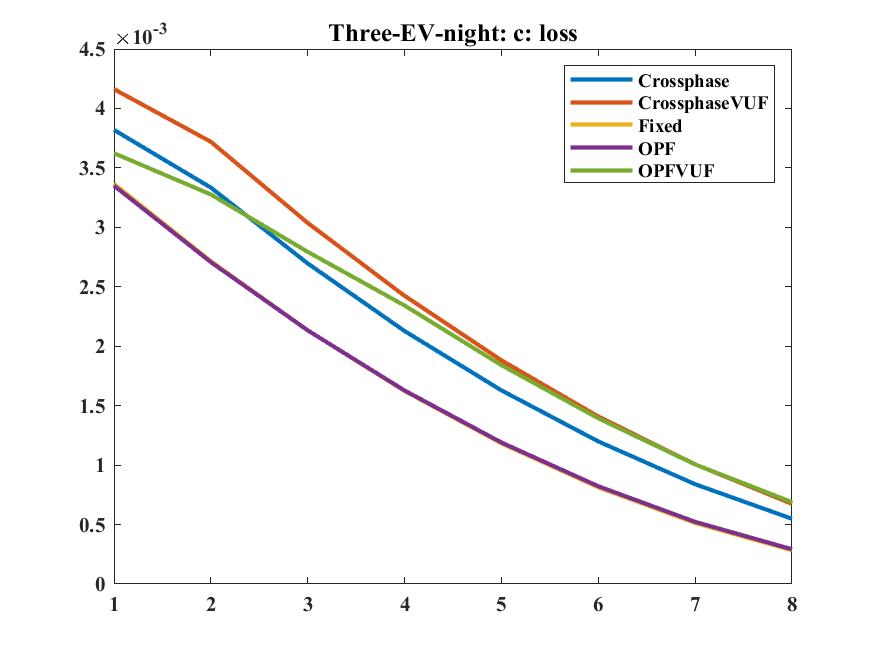 ×10-3
Three-EV-night: c: loss
4.5
4
3.5
3
2.5
2
1.5
1
0.5
0
1 2 3 4 5 6 7 8
Crossphase
CrossphaseVUF
Fixed
OPF
OPFVUF